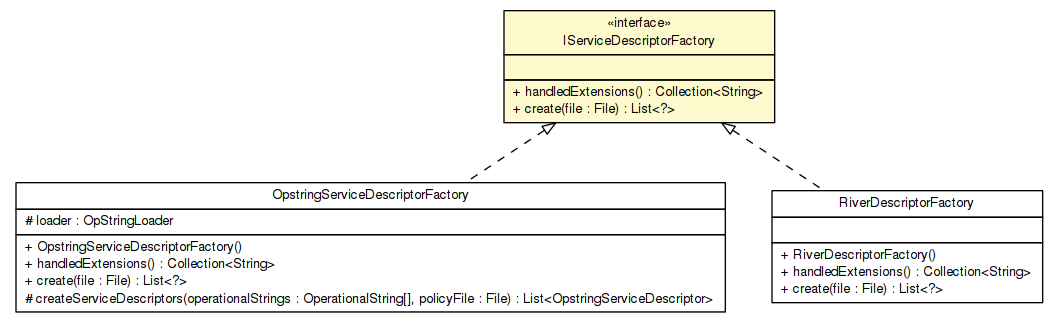 «interface»
IServiceDescriptorFactory
+ handledExtensions() : Collection<String>
+ create(file : File) : List<?>
OpstringServiceDescriptorFactory
# loader : OpStringLoader
+ OpstringServiceDescriptorFactory()
+ handledExtensions() : Collection<String>
+ create(file : File) : List<?>
# createServiceDescriptors(operationalStrings : OperationalString[], policyFile : File) : List<OpstringServiceDescriptor>
RiverDescriptorFactory
+ RiverDescriptorFactory()
+ handledExtensions() : Collection<String>
+ create(file : File) : List<?>